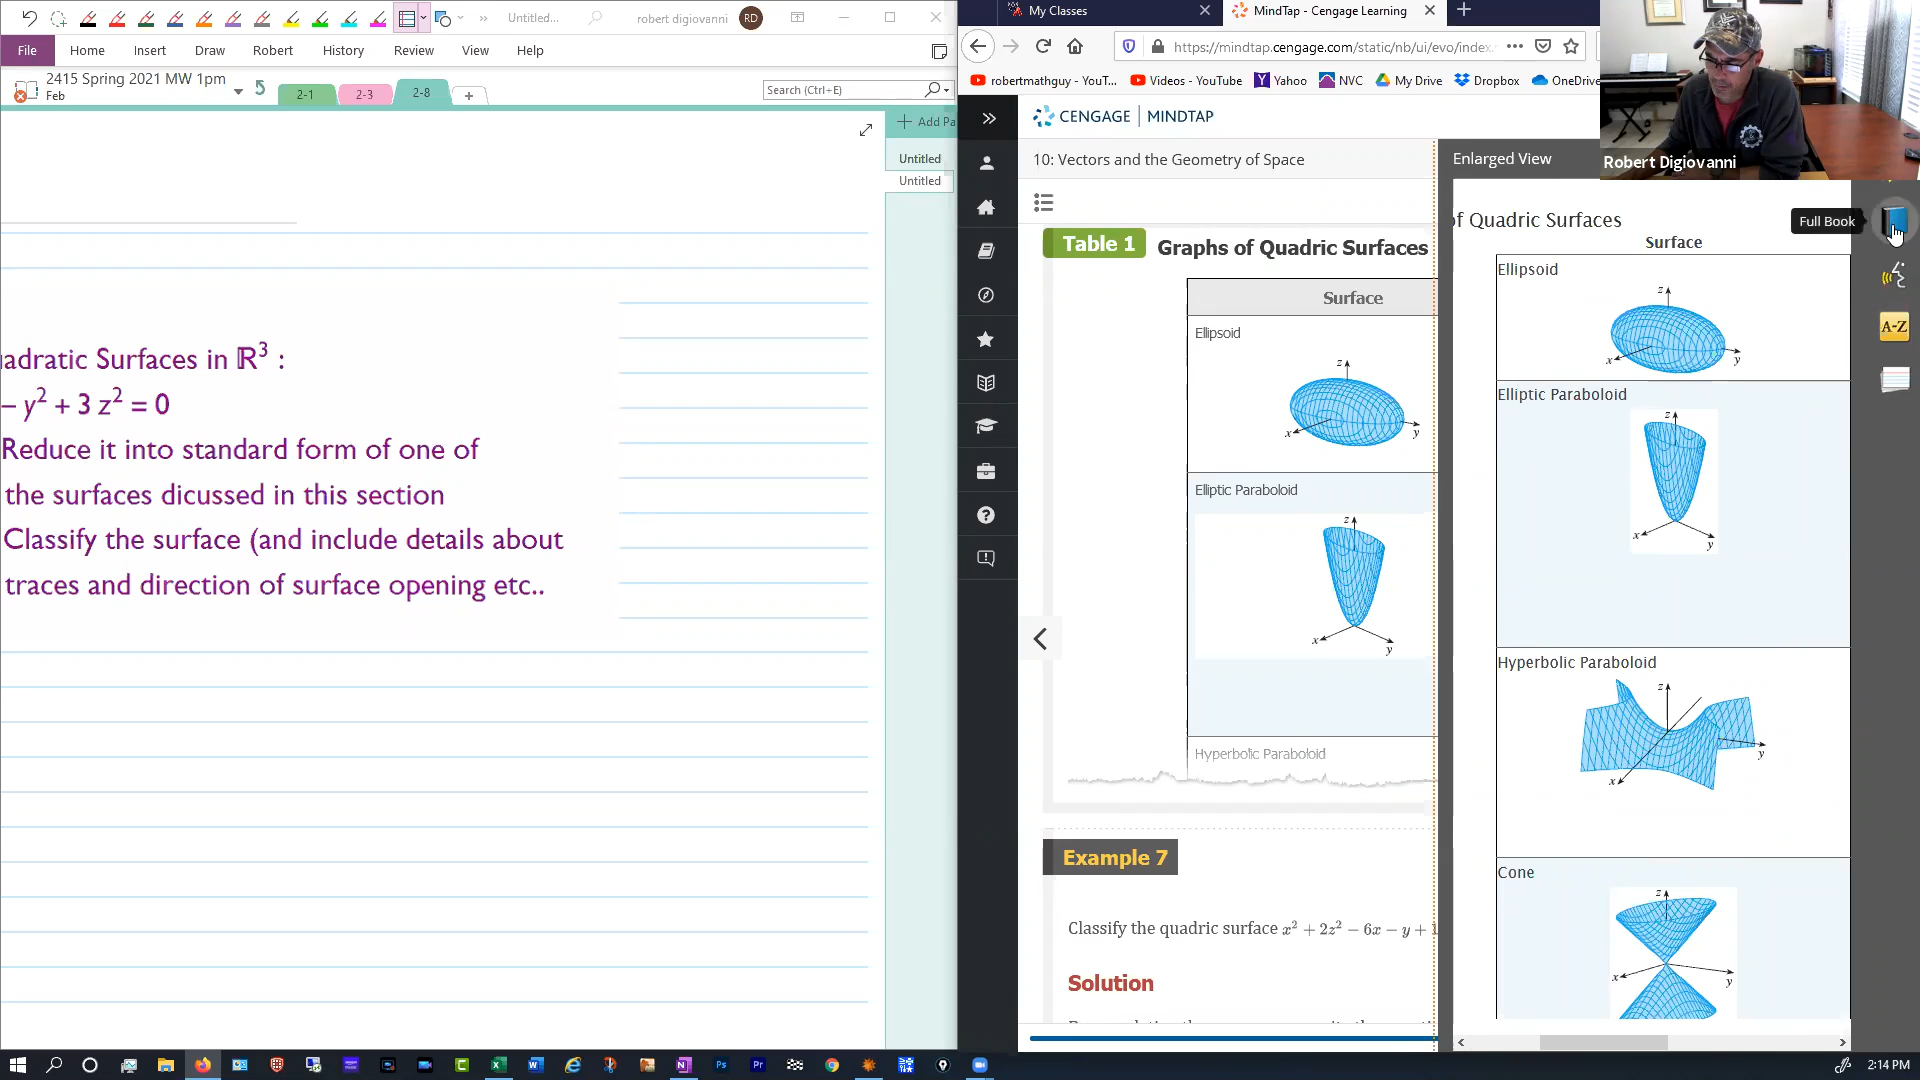 Untitled...
robert digiovanni
RD
File
Home
Insert
Draw
Robert
History
Review
View
Help
2415 Spring 2021 MW 1pm
Feb
2-1
2-3
2-8
Search (Ctrl+E)
Add Pa
Untitled
Untitled
adratic Surfaces in ℝ³ :
– y² + 3 z² = 0
Reduce it into standard form of one of
the surfaces dicussed in this section
Classify the surface (and include details about
traces and direction of surface opening etc..
My Classes
MindTap - Cengage Learning
https://mindtap.cengage.com/static/nb/ui/evo/index.
robertmathguy - YouT...
Videos - YouTube
Yahoo
NVC
My Drive
Dropbox
OneDrive
CENGAGE | MINDTAP
10: Vectors and the Geometry of Space
Table 1
Graphs of Quadric Surfaces
Surface
Ellipsoid
z
x
y
Elliptic Paraboloid
z
x
y
Hyperbolic Paraboloid
Example 7
Classify the quadric surface x² + 2z² − 6x − y + 1
Solution
Enlarged View
of Quadric Surfaces
Surface
Ellipsoid
z
x
y
Elliptic Paraboloid
z
x
y
Hyperbolic Paraboloid
z
y
x
Cone
z
x
y
Robert Digiovanni
Full Book
A-Z
2:14 PM